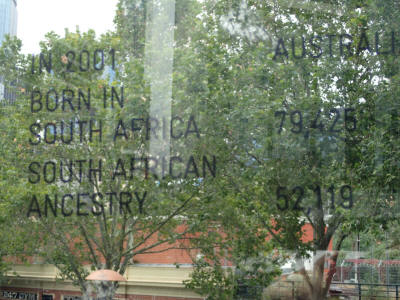 IN 2001 AUSTRALI
BORN IN
SOUTH AFRICA 79,425
SOUTH AFRICAN
ANCESTRY 52,119